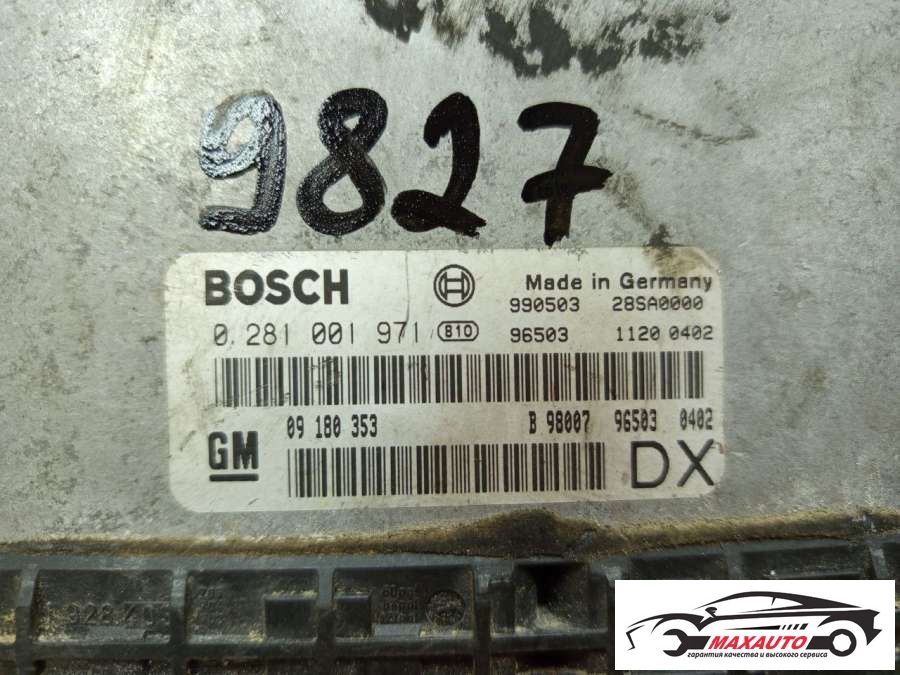 9827
BOSCH Made in Germany
990503 28SA0000
0 281 001 971 810 96503 1120 0402
09 180 353 B 98007 96503 0402
GM DX
MAXAUTO
гарантия качества и высокого сервиса